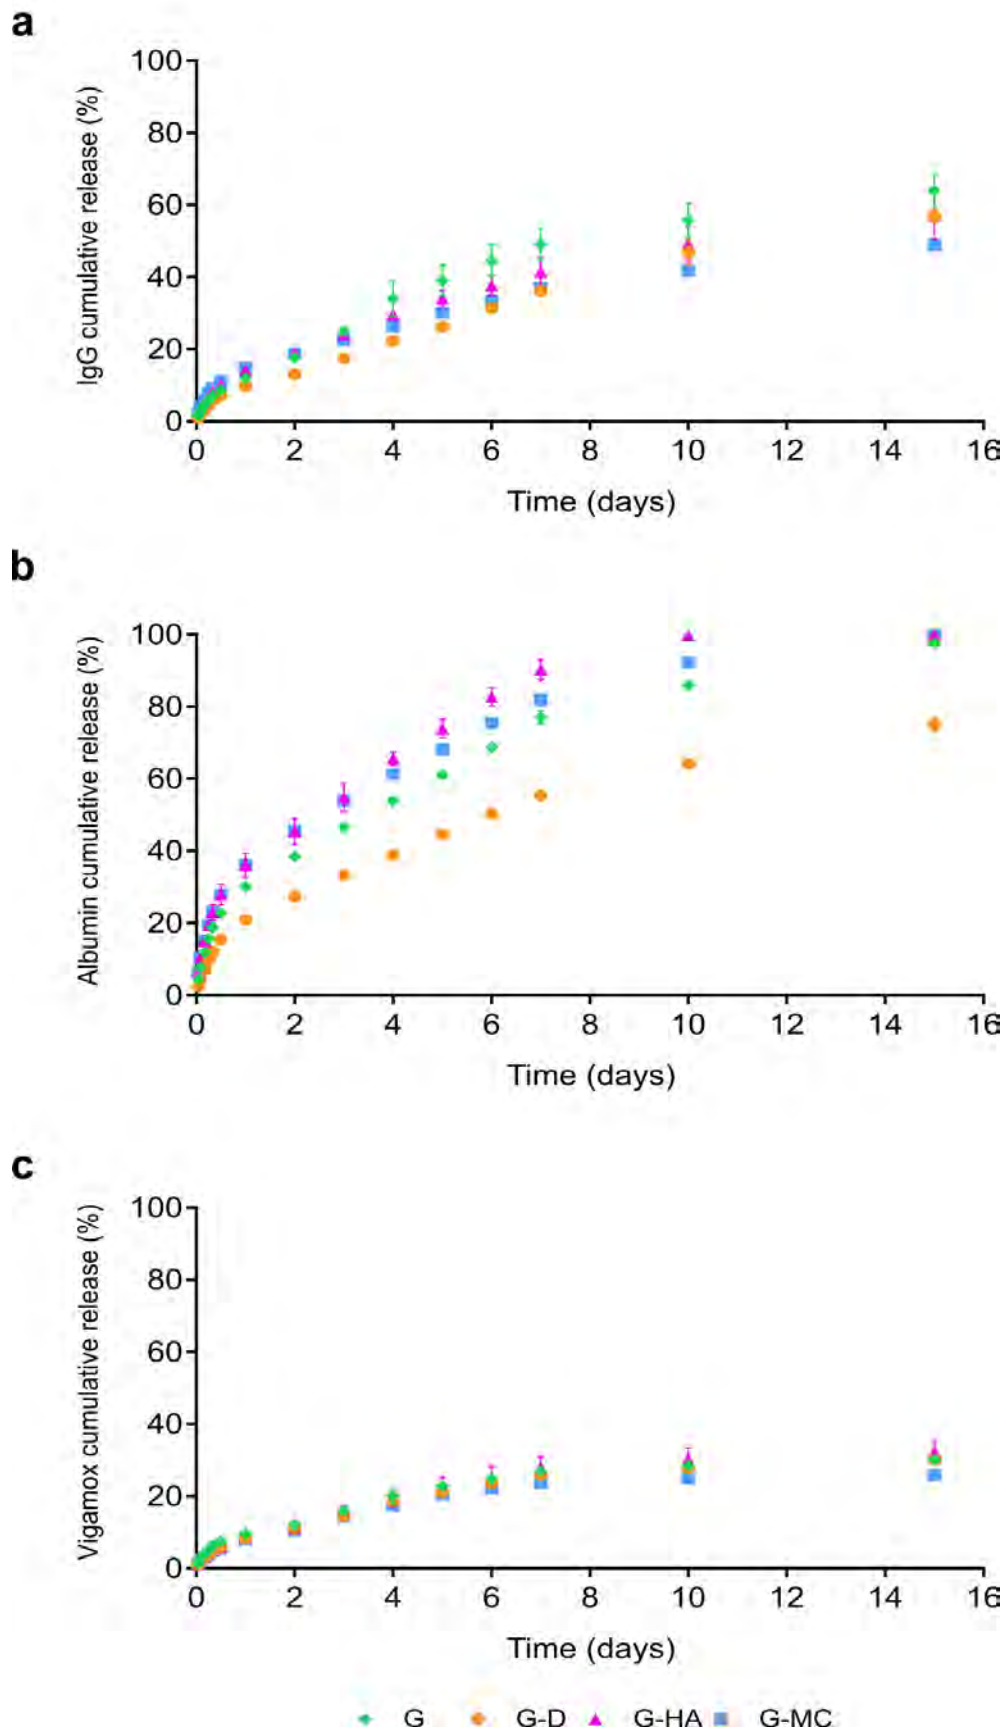 a
IgG cumulative release (%)
100
80
60
40
20
0
0 2 4 6 8 10 12 14 16
Time (days)
b
Albumin cumulative release (%)
100
80
60
40
20
0
0 2 4 6 8 10 12 14 16
Time (days)
c
Vigamox cumulative release (%)
100
80
60
40
20
0
0 2 4 6 8 10 12 14 16
Time (days)
G G-D G-HA G-MC